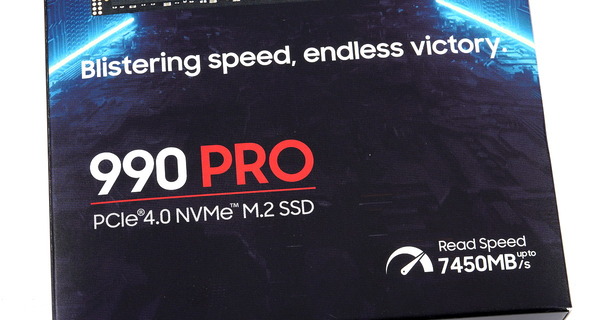 Blistering speed, endless victory.
990 PRO
PCIe® 4.0 NVMe™ M.2 SSD
Read Speed
up to
7450MB/s